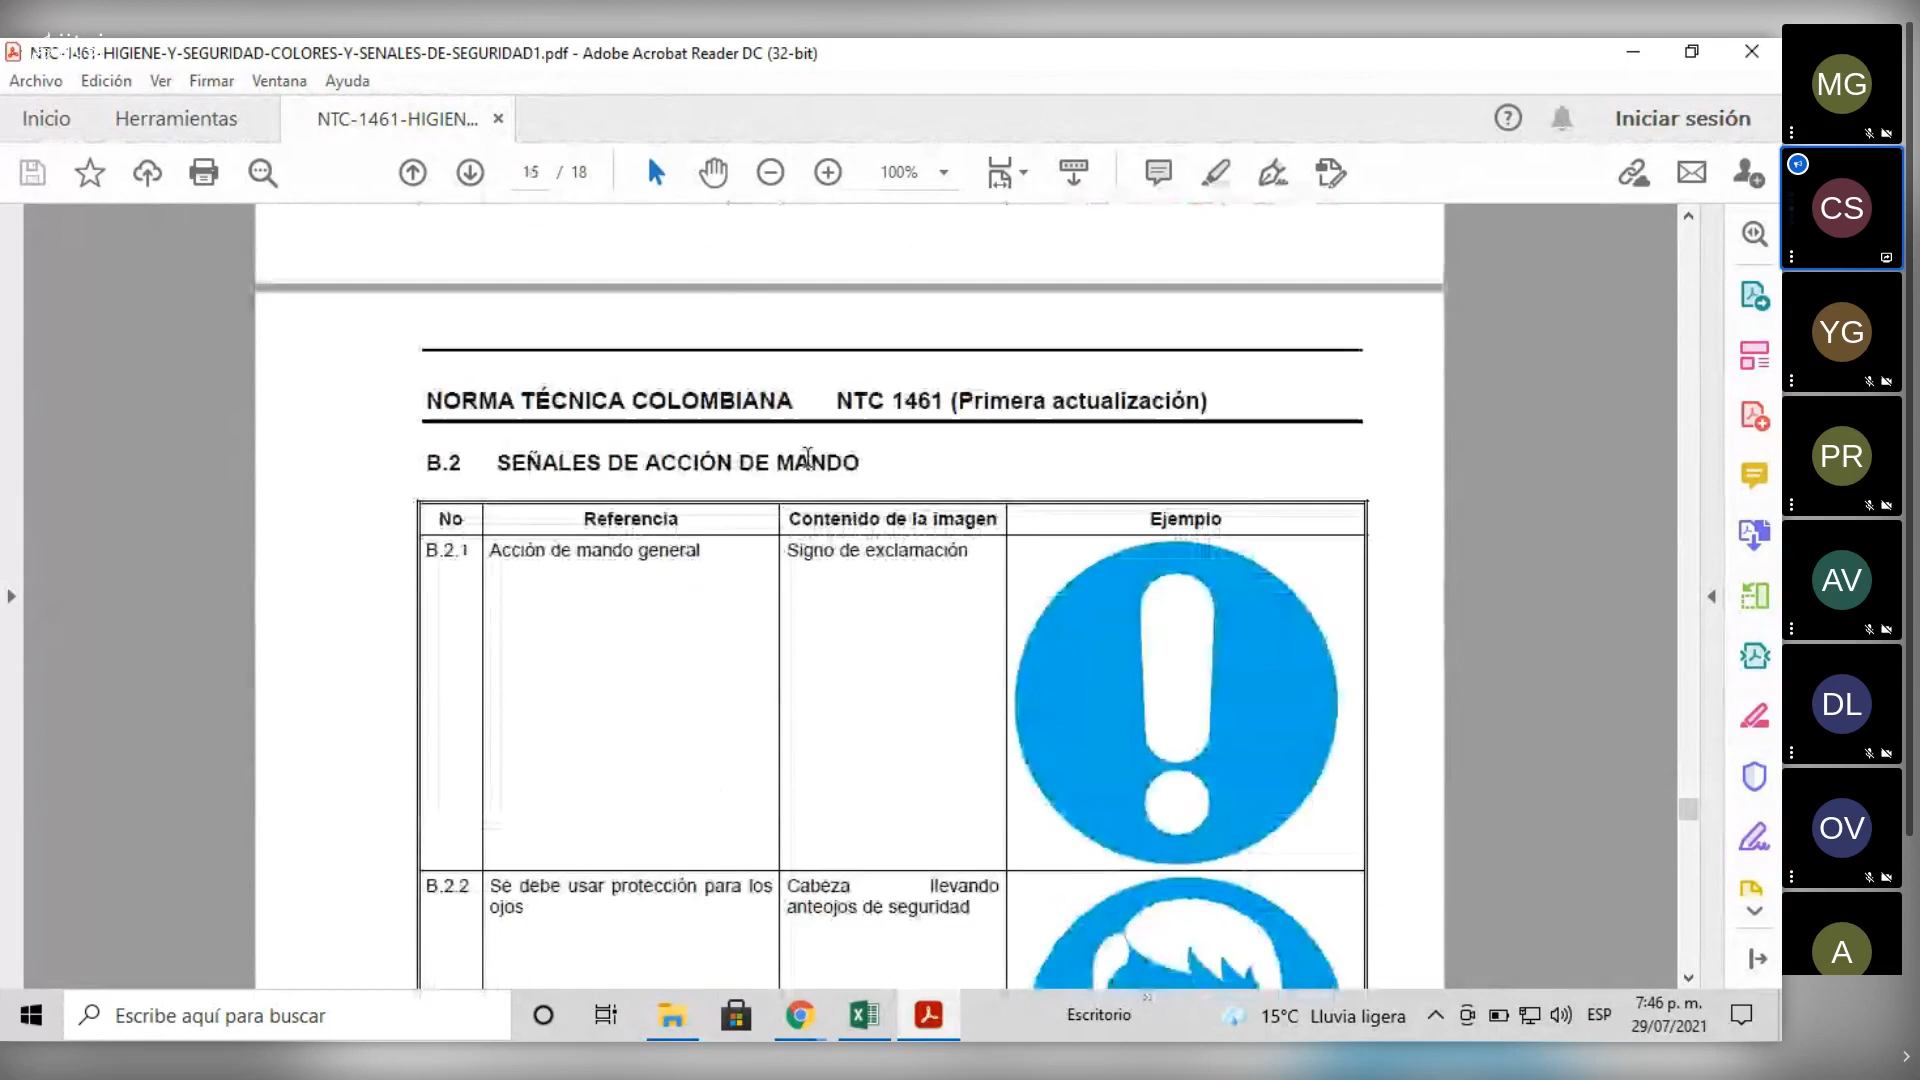 NTC-1461-HIGIENE-Y-SEGURIDAD-COLORES-Y-SENALES-DE-SEGURIDAD1.pdf - Adobe Acrobat Reader DC (32-bit)
Archivo Edición Ver Firmar Ventana Ayuda
Inicio Herramientas NTC-1461-HIGIEN... Iniciar sesión
15 / 18 100%
NORMA TÉCNICA COLOMBIANA NTC 1461 (Primera actualización)
B.2 SEÑALES DE ACCIÓN DE MANDO
No Referencia Contenido de la imagen Ejemplo
B.2.1 Acción de mando general Signo de exclamación
B.2.2 Se debe usar protección para los ojos
Cabeza llevando
anteojos de seguridad
MG
CS
YG
PR
AV
DL
OV
A
Escribe aquí para buscar
Escritorio
15°C Lluvia ligera
ESP
7:46 p. m.
29/07/2021